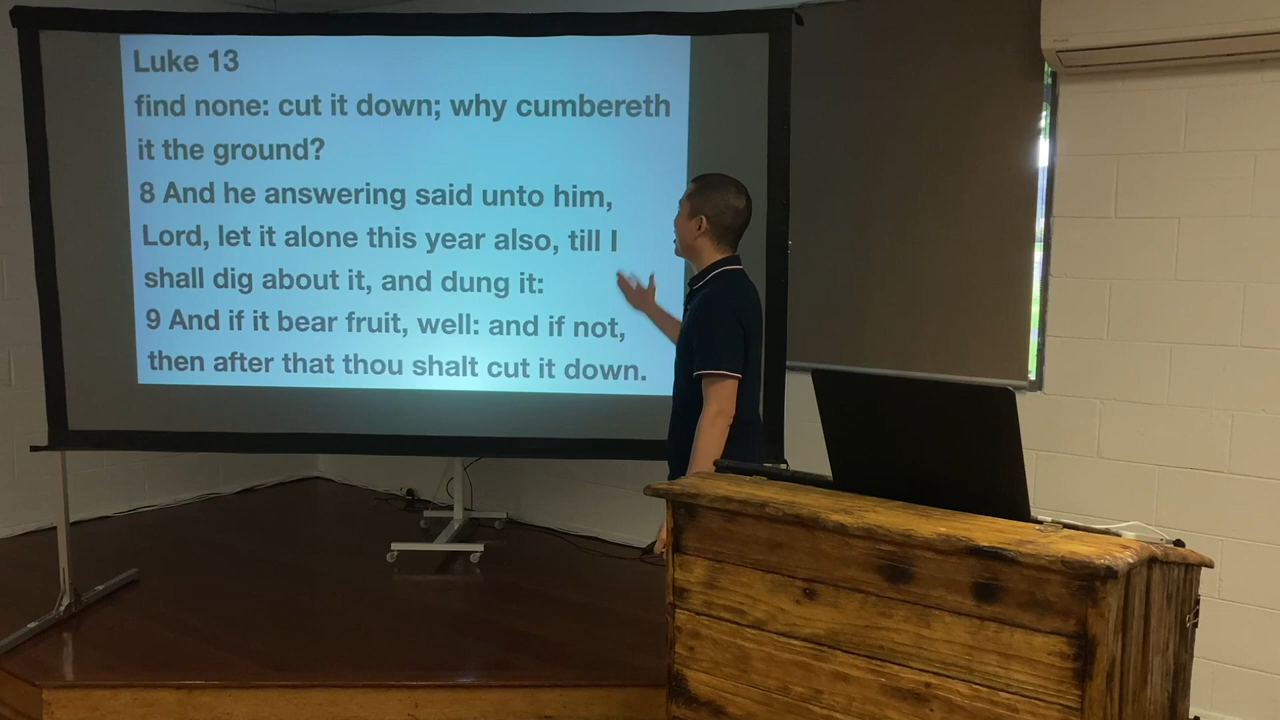 Luke 13
find none: cut it down; why cumbereth
it the ground?
8 And he answering said unto him,
Lord, let it alone this year also, till I
shall dig about it, and dung it:
9 And if it bear fruit, well: and if not,
then after that thou shalt cut it down.